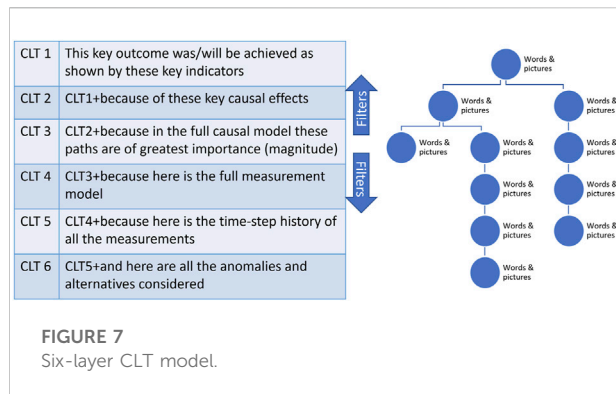 CLT 1 This key outcome was/will be achieved as
shown by these key indicators
CLT 2 CLT1+because of these key causal effects
CLT 3 CLT2+because in the full causal model these
paths are of greatest importance (magnitude)
CLT 4 CLT3+because here is the full measurement
model
CLT 5 CLT4+because here is the time-step history of
all the measurements
CLT 6 CLT5+and here are all the anomalies and
alternatives considered
Filters
Filters
Words &
pictures
Words &
pictures
Words &
pictures
Words &
pictures
Words &
pictures
Words &
pictures
Words &
pictures
Words &
pictures
Words &
pictures
Words &
pictures
Words &
pictures
FIGURE 7
Six-layer CLT model.